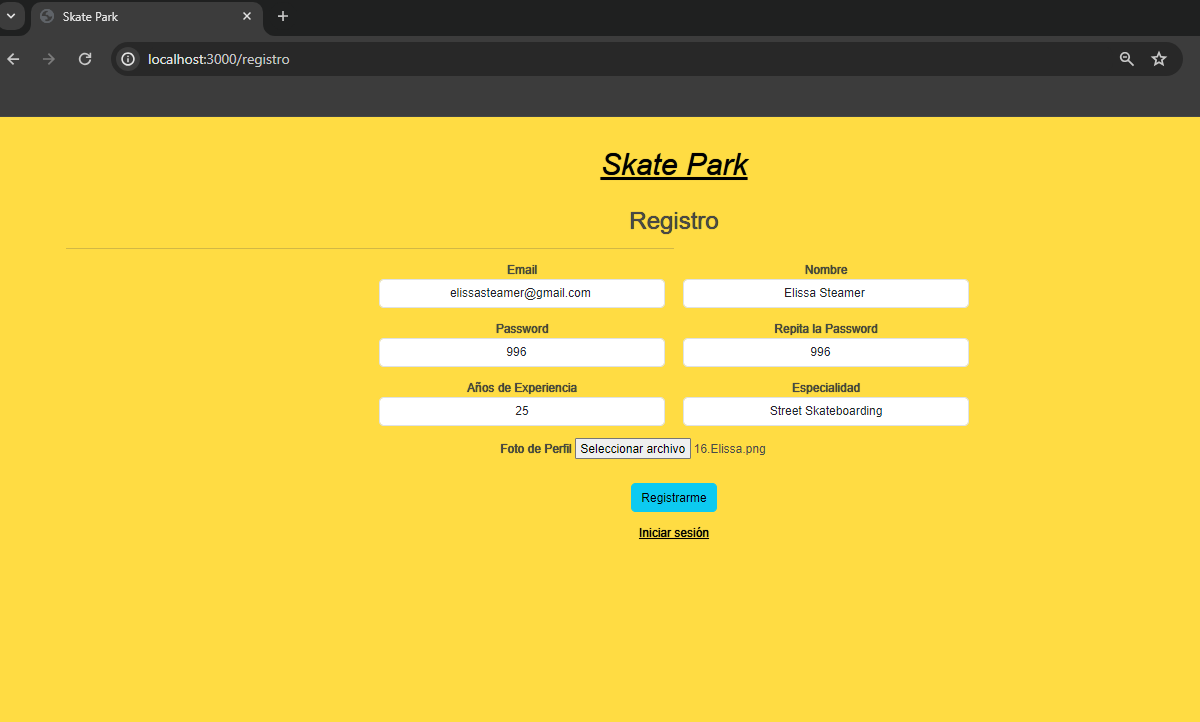 Skate Park
localhost:3000/registro
Skate Park
Registro
Email Nombre
elissasteamer@gmail.com Elissa Steamer
Password Repita la Password
996 996
Años de Experiencia Especialidad
25 Street Skateboarding
Foto de Perfil Seleccionar archivo 16.Elissa.png
Registrarme
Iniciar sesión